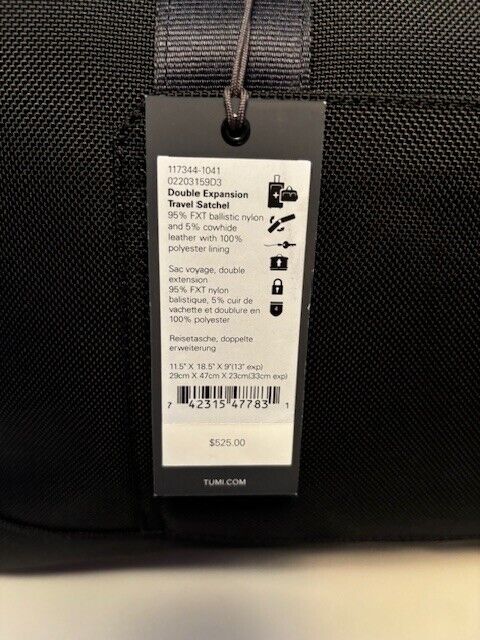 117344-1041
02203159D3
Double Expansion
Travel Satchel
95% FXT ballistic nylon
and 5% cowhide
leather with 100%
polyester lining
Sac voyage, double
extension
95% FXT nylon
balistique, 5% cuir de
vachette et doublure en
100% polyester
Reisetasche, doppelte
erweiterung
11.5" X 18.5" X 9"(13" exp)
29cm X 47cm X 23cm(33cm exp)
7 42315 47783 1
$525.00
TUMI.COM